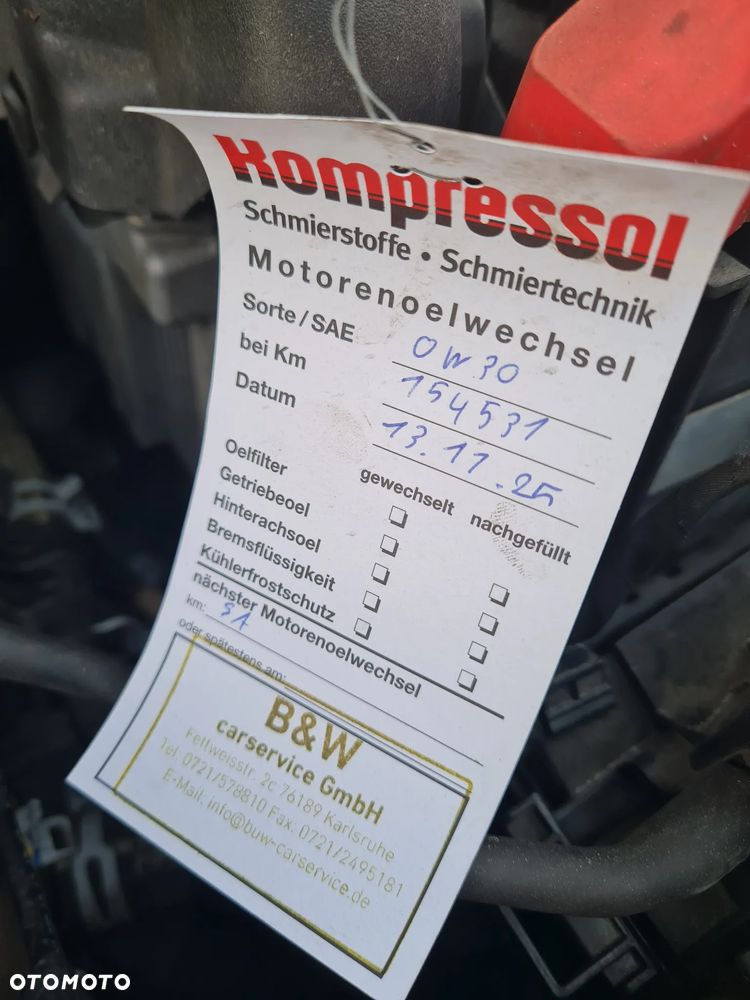 Kompressol
Schmierstoffe • Schmiertechnik
Motorenoelwechsel
Sorte / SAE 0W30
bei Km 154531
Datum 13.11.25
gewechselt nachgefüllt
Oelfilter
Getriebeoel
Hinterachsoel
Bremsflüssigkeit
Kühlerfrostschutz
nächster Motorenoelwechsel
km:
oder spätestens am:
B&W
carservice GmbH
Fettweisstr. 2c 76189 Karlsruhe
Tel. 0721/578810 Fax. 0721/2495181
E-Mail: info@buw-carservice.de
OTOMOTO